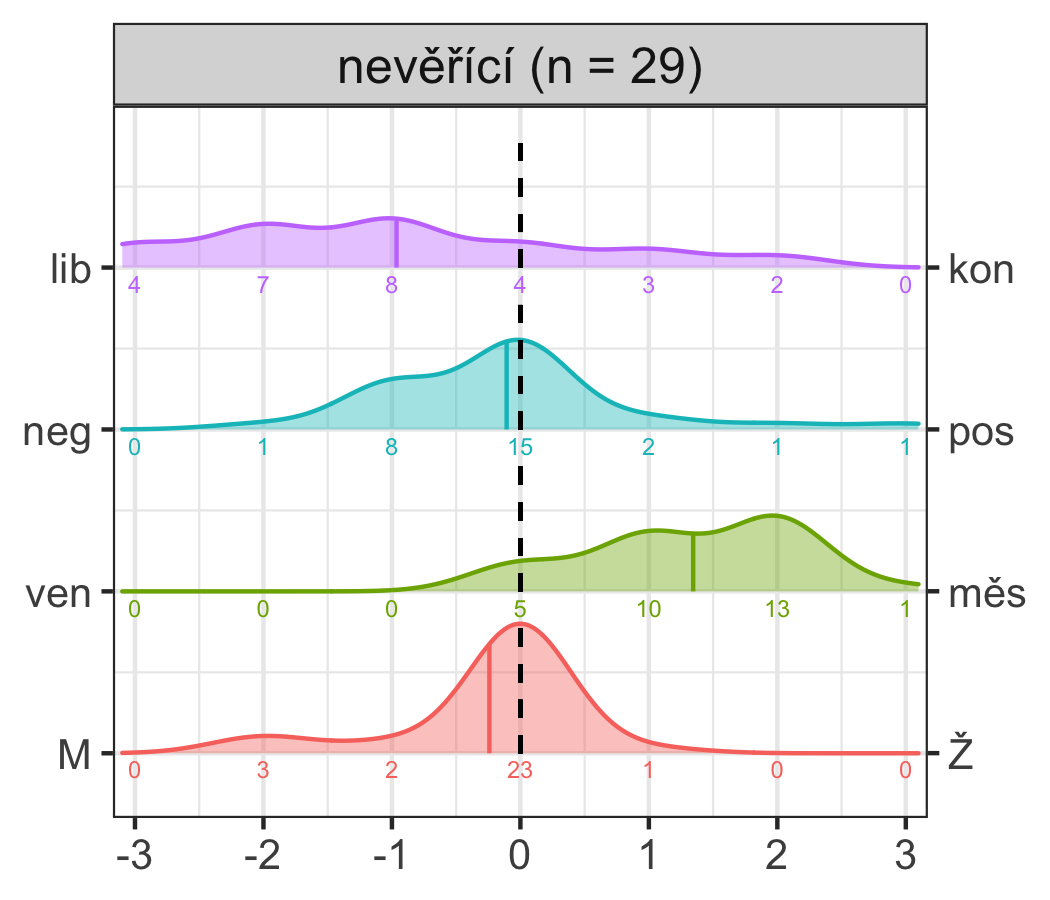 nevěřící (n = 29)
lib kon
4 7 8 4 3 2 0
neg pos
0 1 8 15 2 1 1
ven měs
0 0 0 5 10 13 1
M Ž
0 3 2 23 1 0 0
-3 -2 -1 0 1 2 3